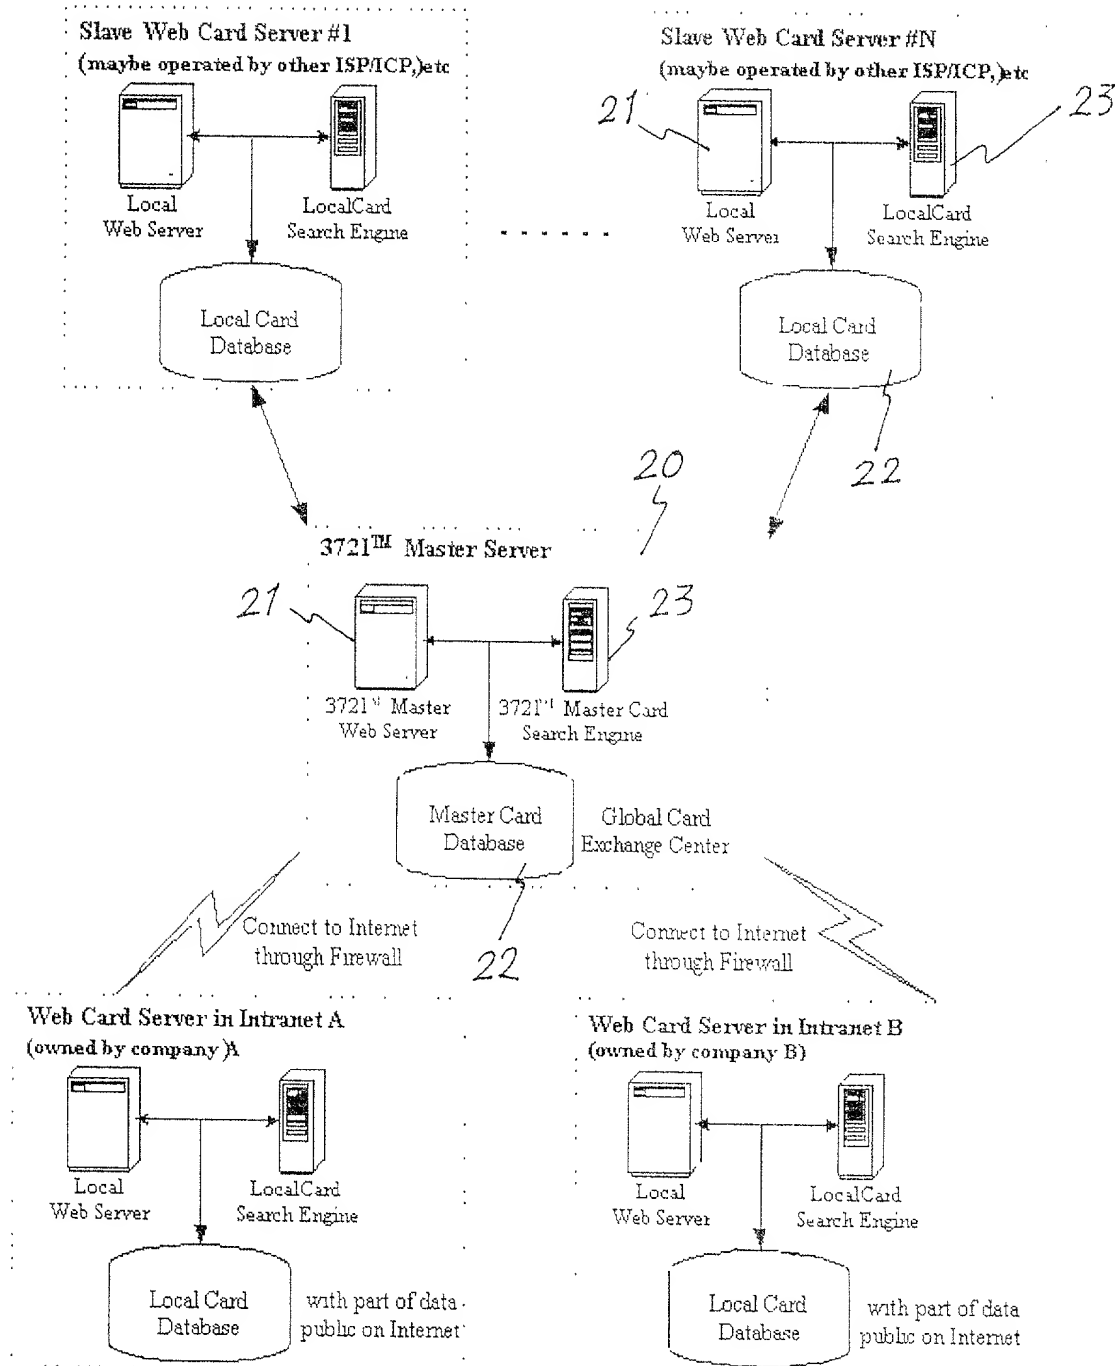 Slave Web Card Server #1
(maybe operated by other ISP/ICP,)etc
Local
Web Server
LocalCard
Search Engine
Local Card
Database
Slave Web Card Server #N
(maybe operated by other ISP/ICP,)etc
21
23
Local
Web Server
LocalCard
Search Engine
Local Card
Database
22
20
3721™ Master Server
21
23
3721 Master
Web Server
3721 Master Card
Search Engine
Master Card
Database
Global Card
Exchange Center
22
Connect to Internet
through Firewall
Connect to Internet
through Firewall
Web Card Server in Intranet A
(owned by company )A
Local
Web Server
LocalCard
Search Engine
Local Card
Database
with part of data
public on Internet
Web Card Server in Intranet B
(owned by company B)
Local
Web Server
LocalCard
Search Engine
Local Card
Database
with part of data
public on Internet